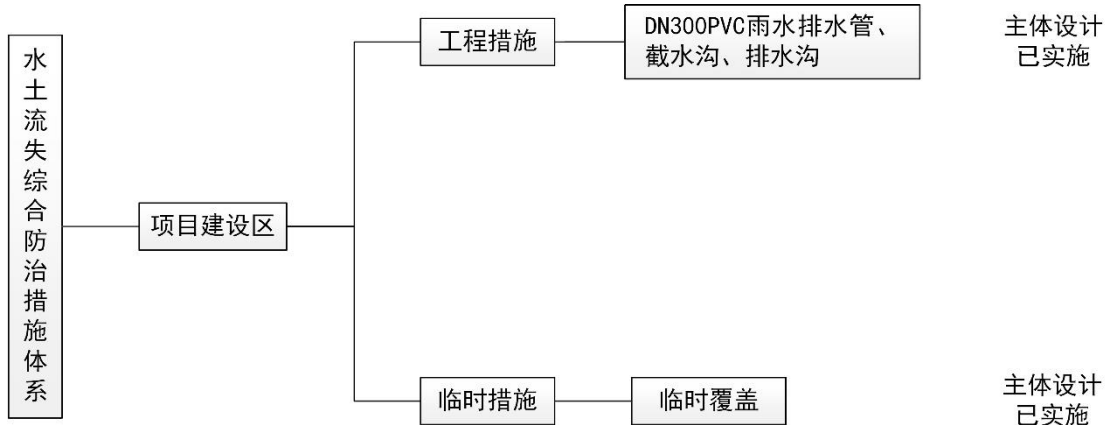 水土流失综合防治措施体系
项目建设区
工程措施
DN300PVC雨水排水管、
截水沟、排水沟
主体设计
已实施
临时措施
临时覆盖
主体设计
已实施